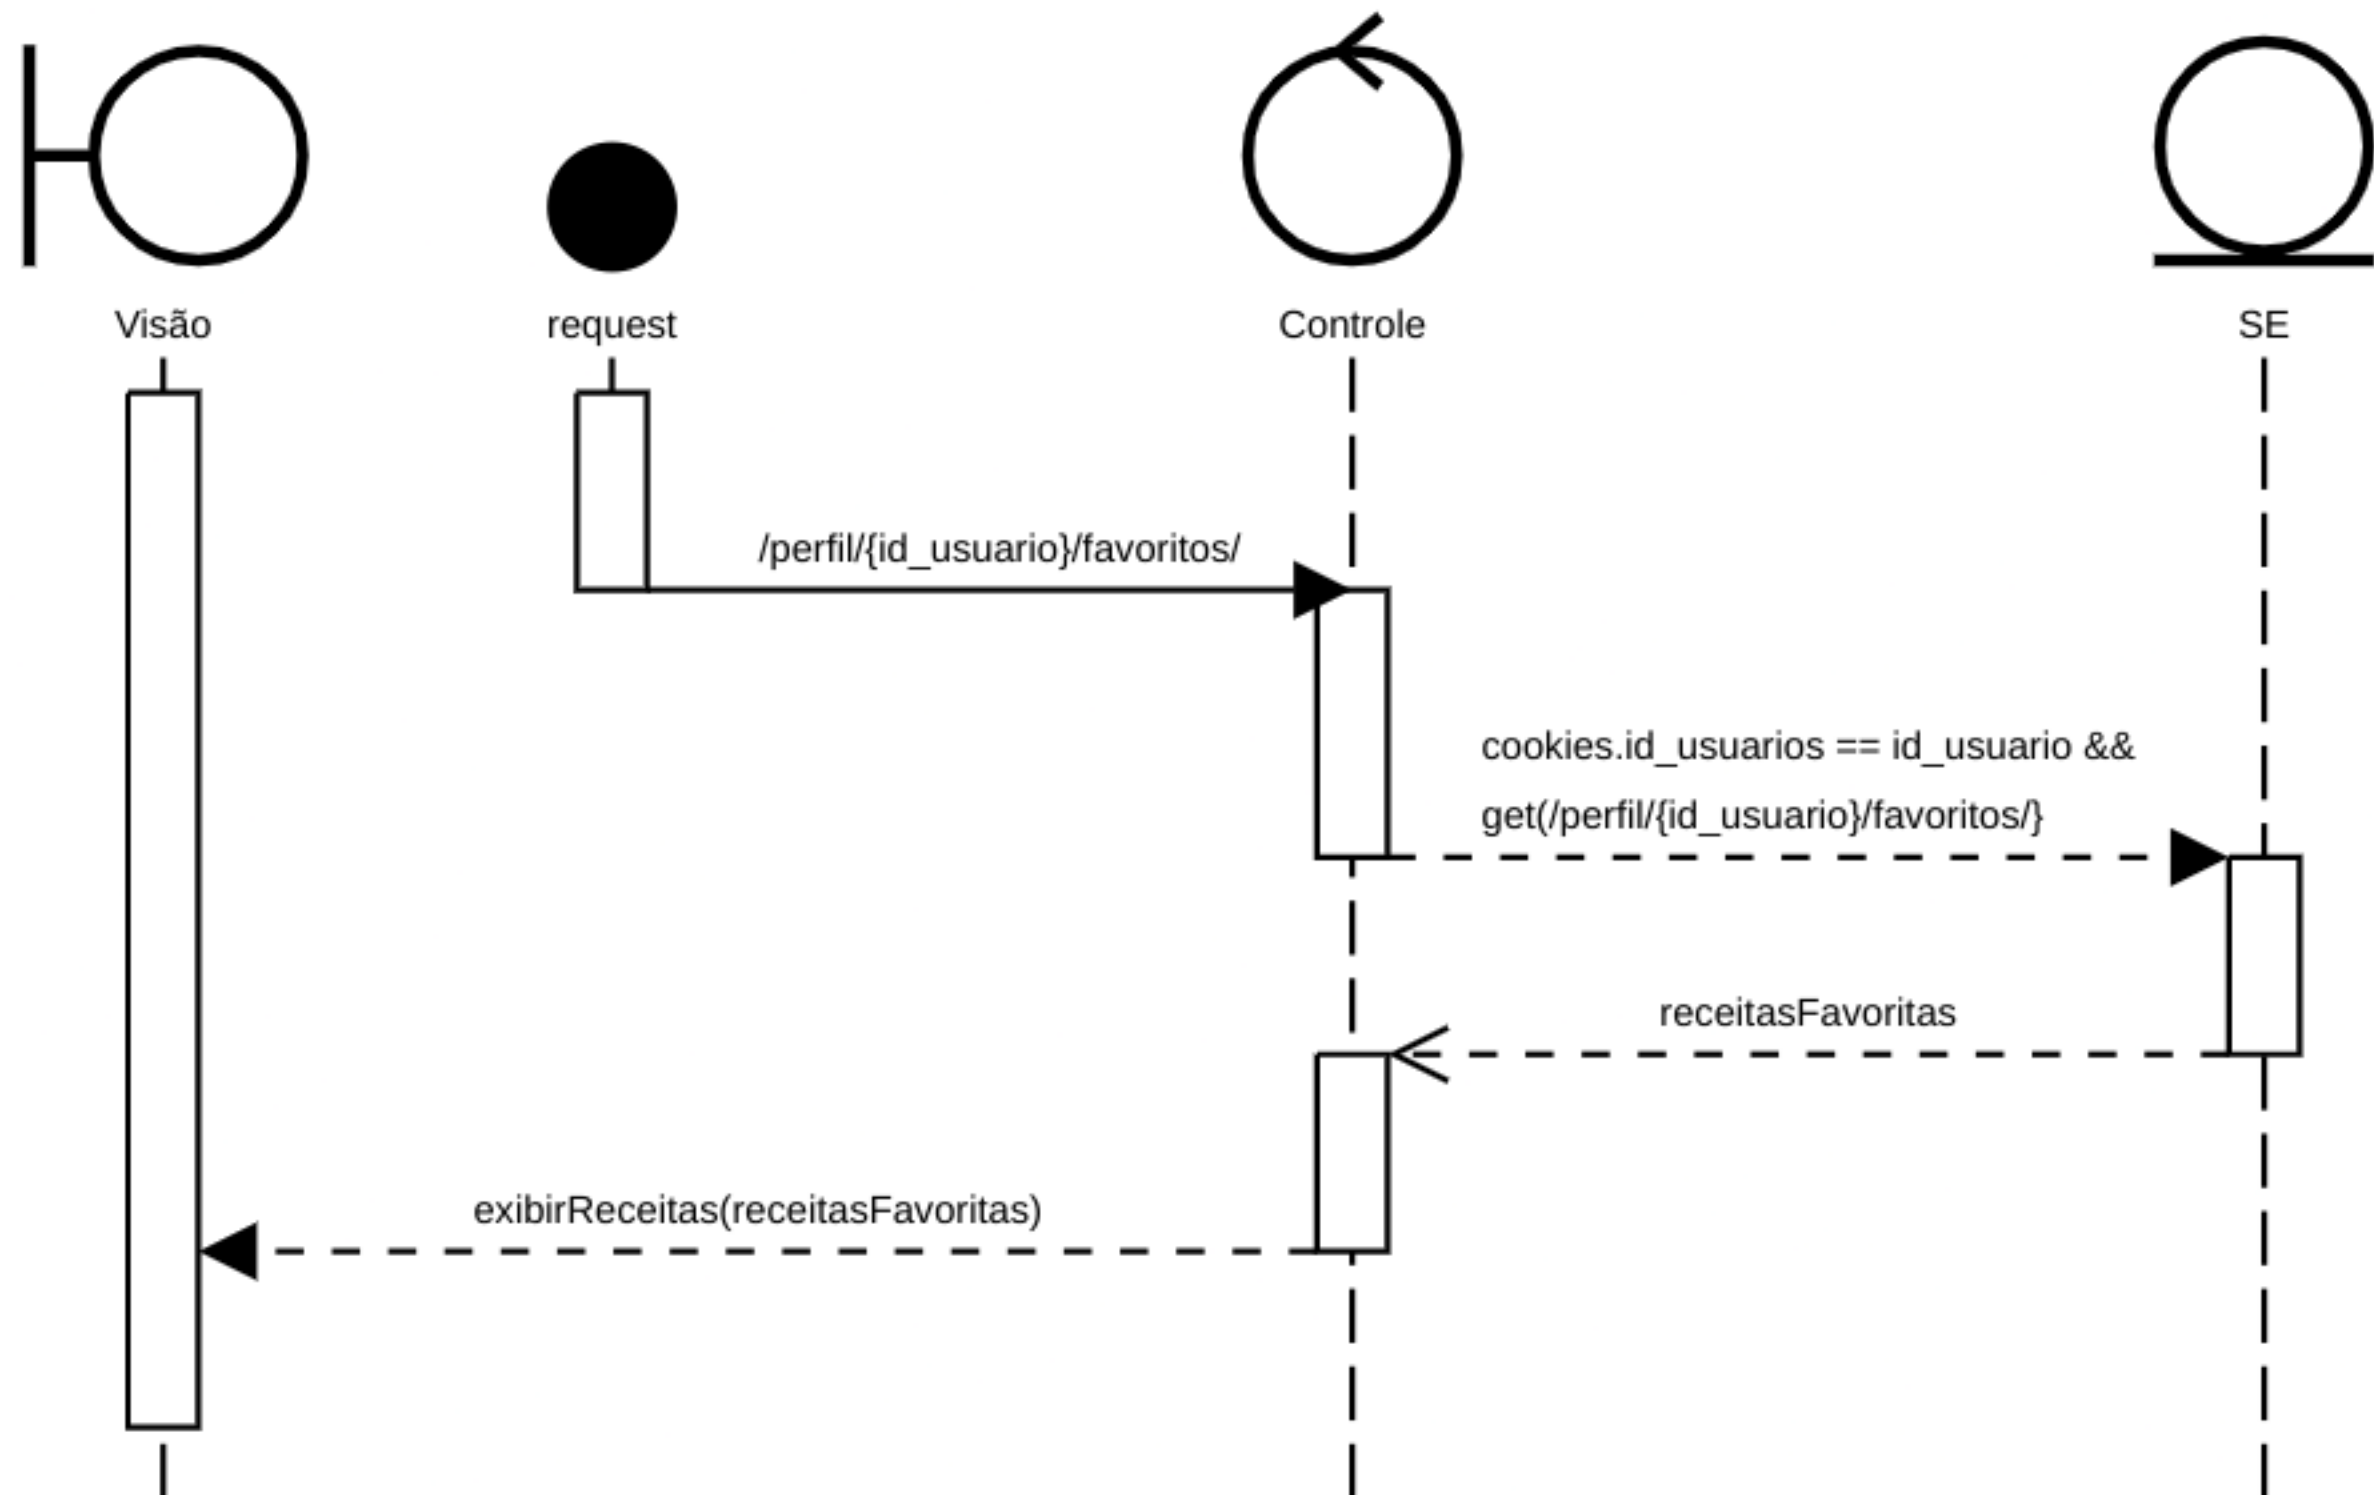 Visão
request
Controle
SE
/perfil/{id_usuario}/favoritos/
cookies.id_usuarios == id_usuario &&
get(/perfil/{id_usuario}/favoritos/}
receitasFavoritas
exibirReceitas(receitasFavoritas)